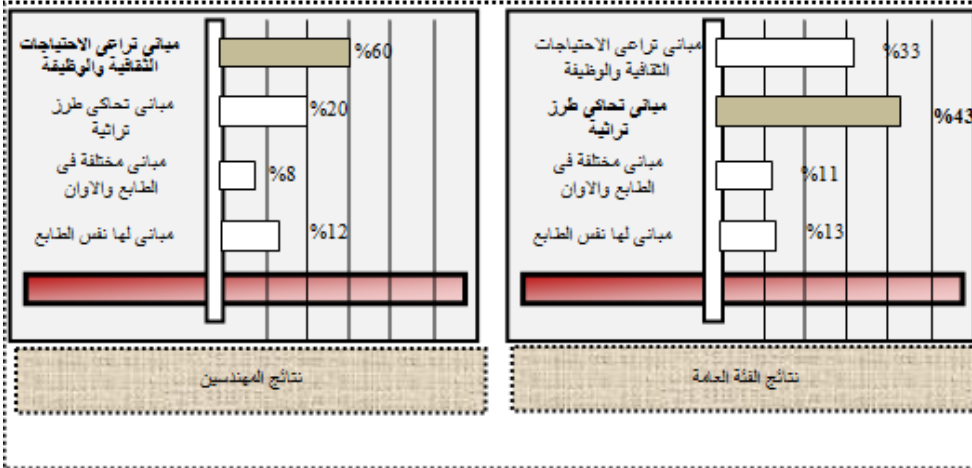 مباني تراعي الاحتياجات
الثقافية والوظيفة
%33
مباني تحاكي طرز
تراثية
%43
مباني مختلفة في
الطابع والاوان
%11
مباني لها نفس الطابع
%13
نتائج الفئة العامة
مباني تراعي الاحتياجات
الثقافية والوظيفة
%60
مباني تحاكي طرز
تراثية
%20
مباني مختلفة في
الطابع والاوان
%8
مباني لها نفس الطابع
%12
نتائج المهندسين